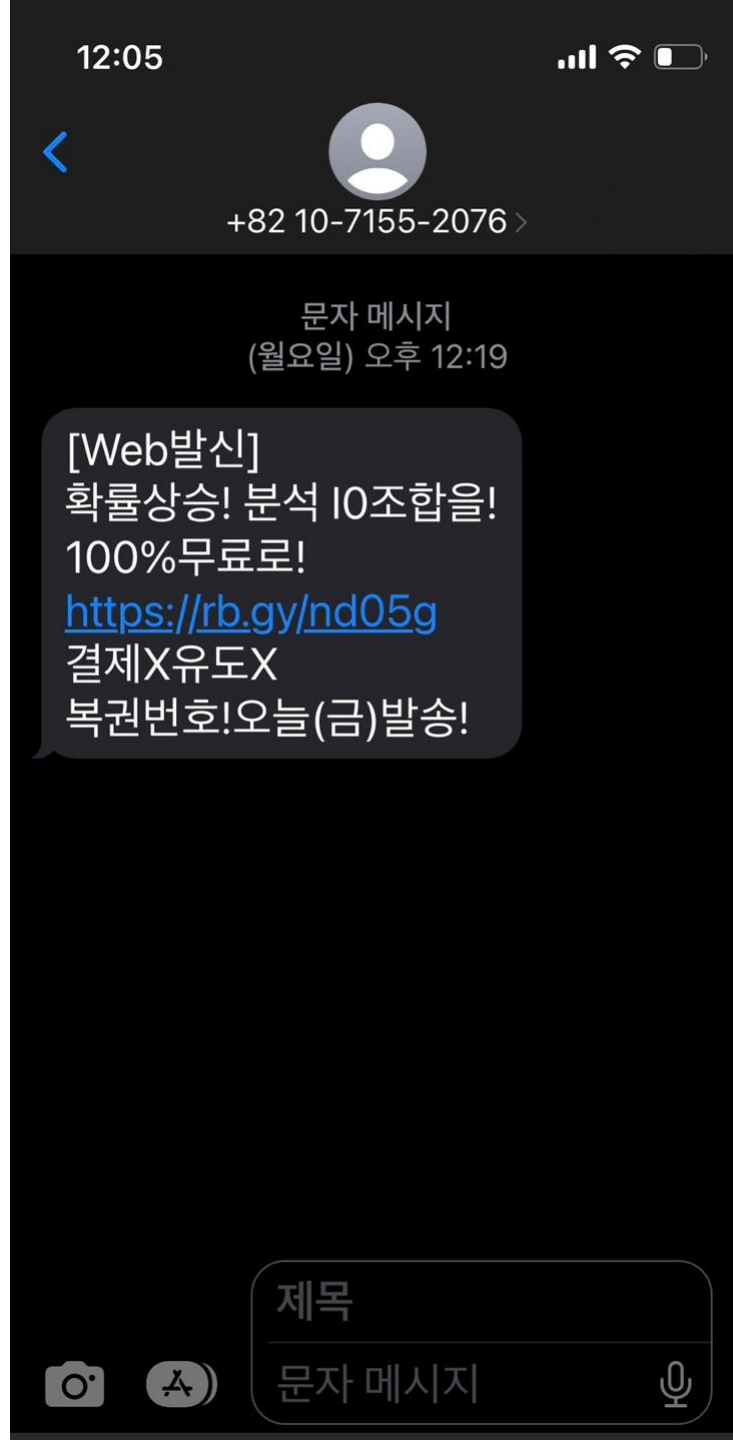 12:05
+82 10-7155-2076
문자 메시지
(월요일) 오후 12:19
[Web발신]
확률상승! 분석 I0조합을!
100%무료로!
https://rb.gy/nd05g
결제X유도X
복권번호!오늘(금)발송!
제목
문자 메시지